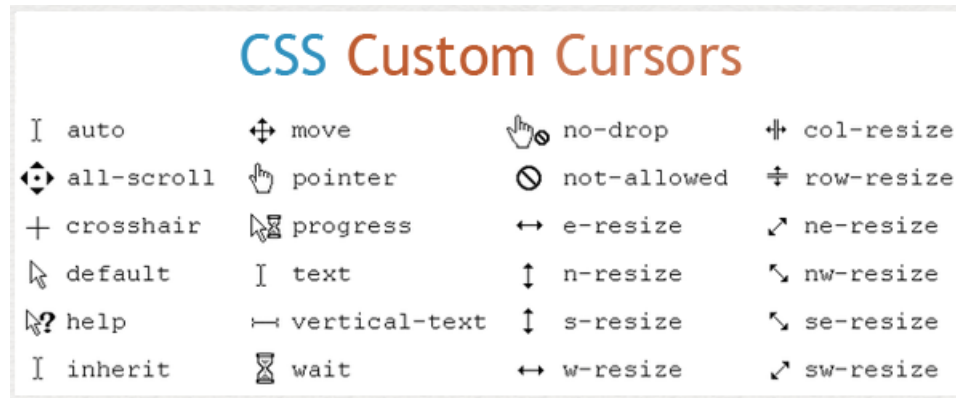 CSS Custom Cursors
auto move no-drop col-resize
all-scroll pointer not-allowed row-resize
crosshair progress e-resize ne-resize
default text n-resize nw-resize
help vertical-text s-resize se-resize
inherit wait w-resize sw-resize